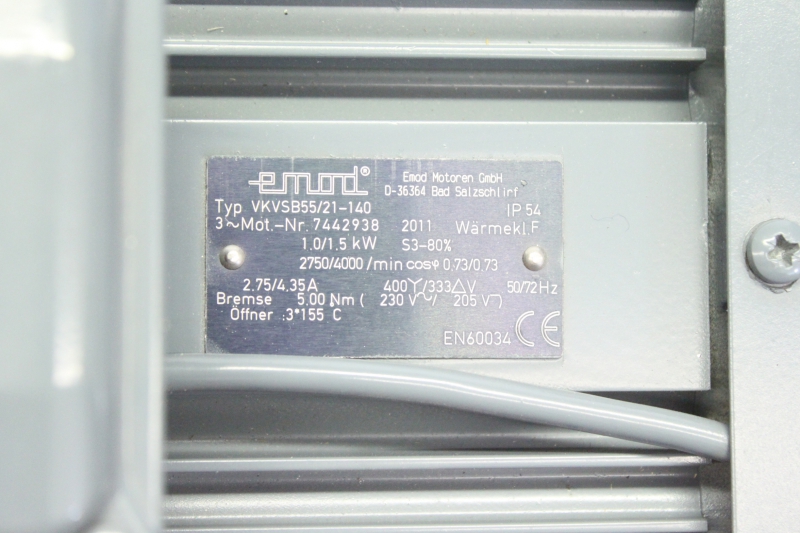 emod®
Emod Motoren GmbH
D-36364 Bad Salzschlirf
Typ VKVSB55/21-140 IP 54
3~Mot.-Nr. 7442938 2011 Wärmekl.F
1.0/1.5 kW S3-80%
2750/4000/min cosφ 0,73/0.73
2.75/4.35A 400Y/333△V 50/72Hz
Bremse 5.00 Nm ( 230 V~/ 205 V⎓)
Öffner :3*155 C
EN60034 CE